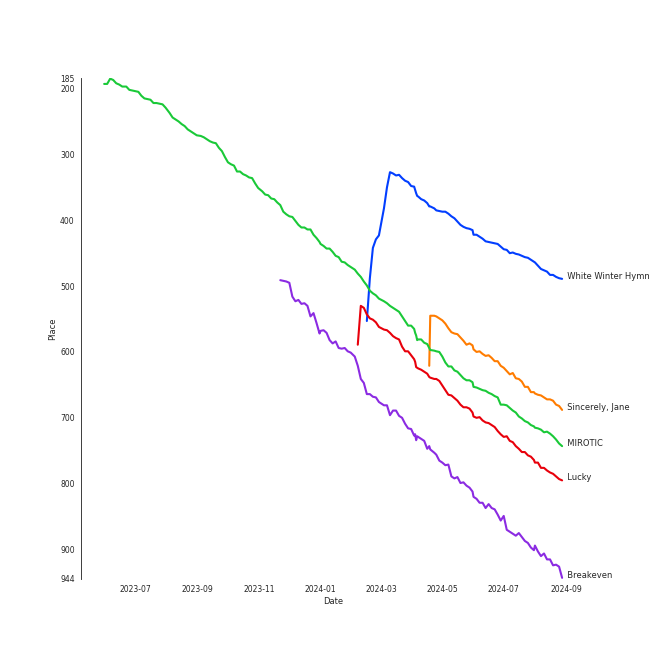 185
200
300
400
500
600
700
800
900
944
Place
2023-07
2023-09
2023-11
2024-01
2024-03
2024-05
2024-07
2024-09
Date
White Winter Hymn
Sincerely, Jane
MIROTIC
Lucky
Breakeven